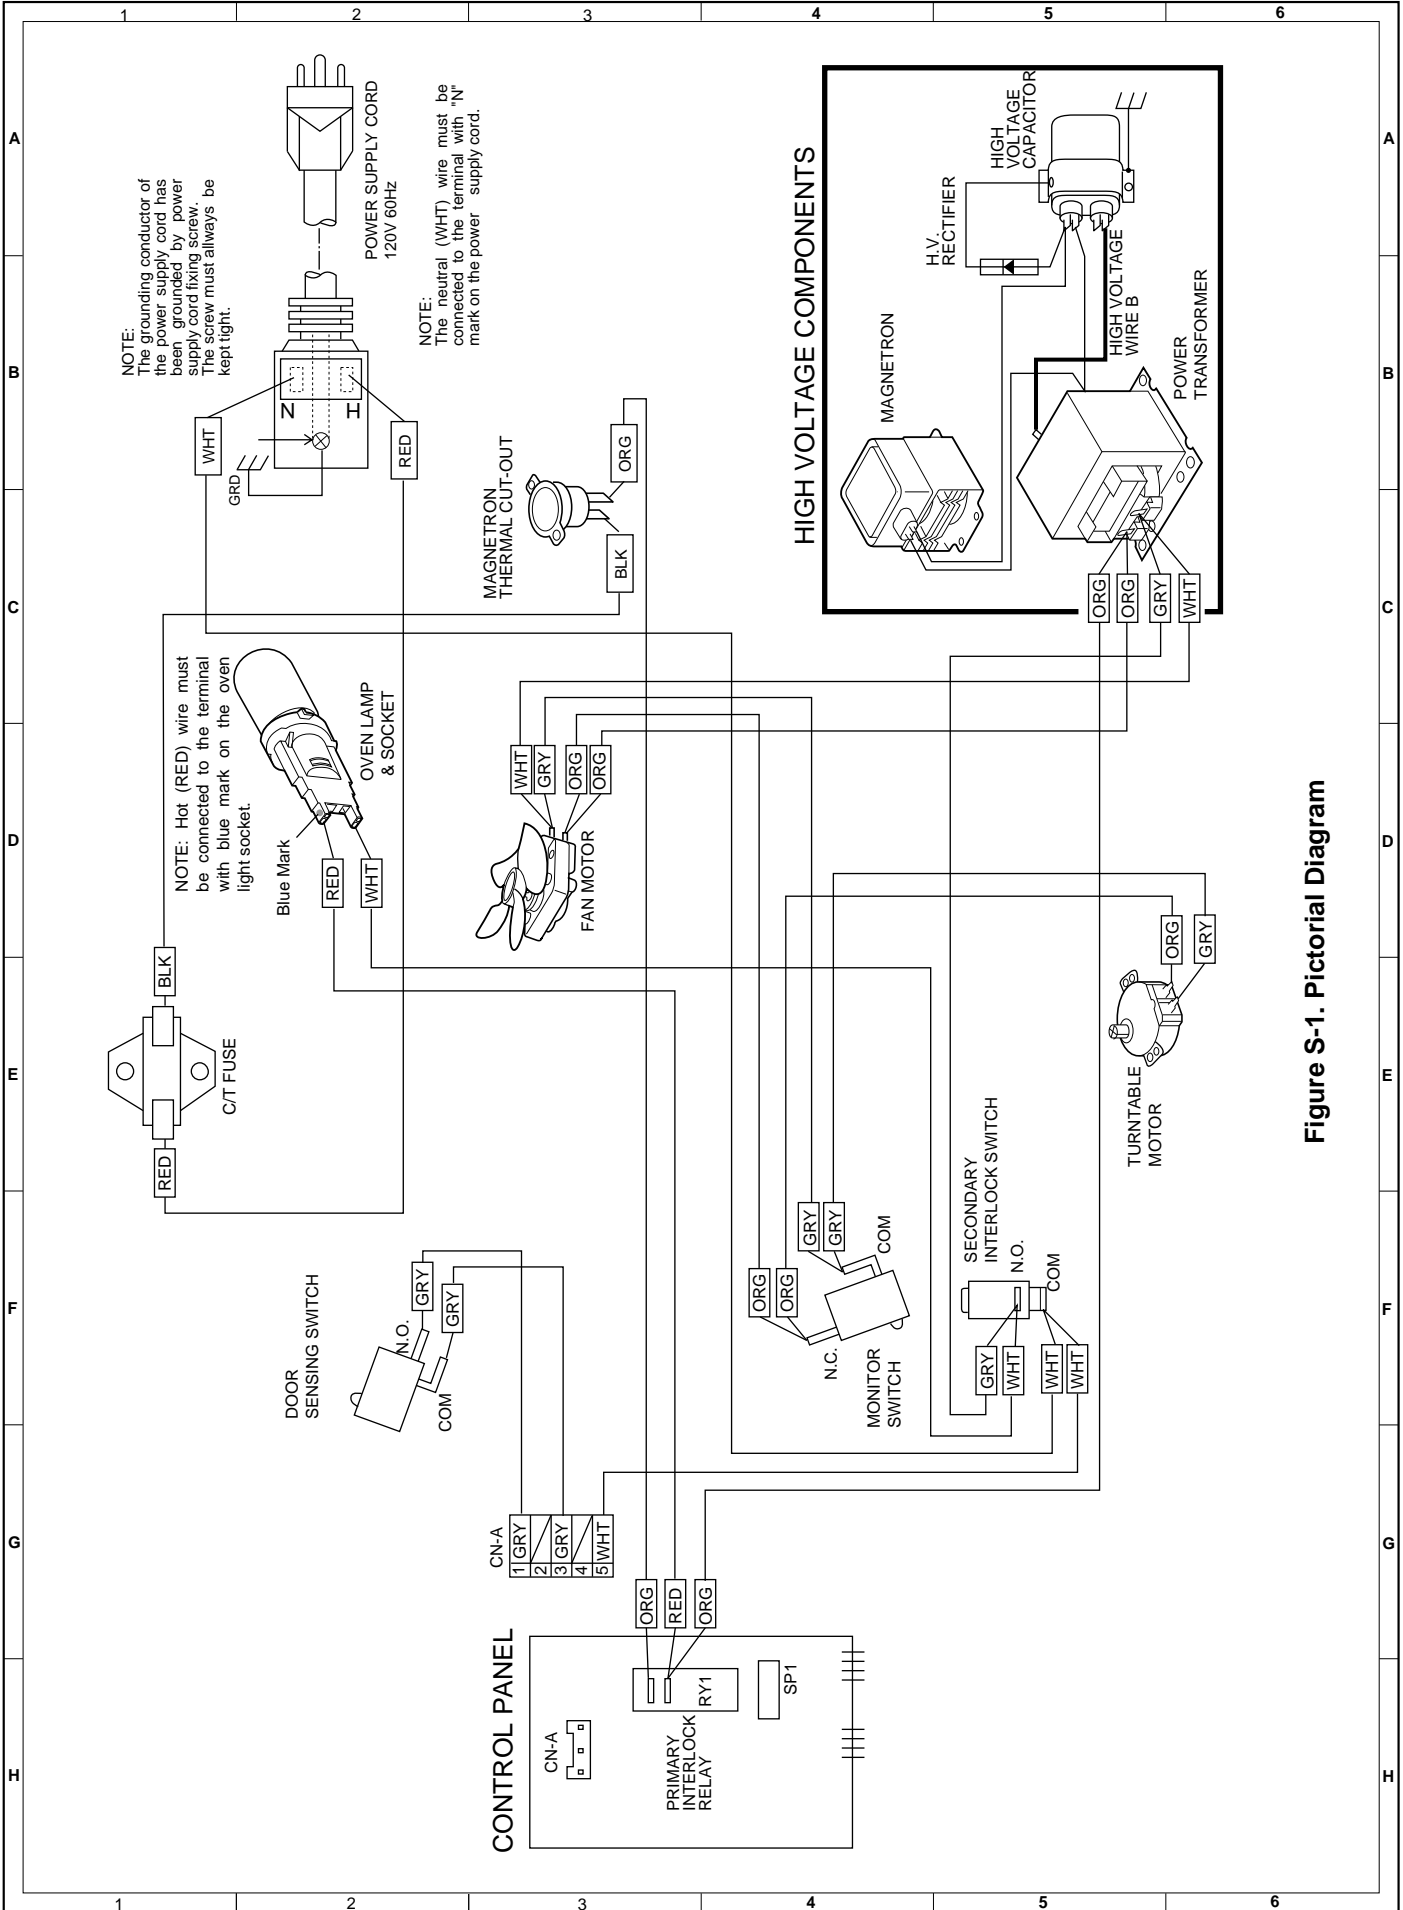 1
2
3
4
5
6
A
B
C
D
E
F
G
H
NOTE:
The grounding conductor of
the power supply cord has
been grounded by power
supply cord fixing screw.
The screw must allways be
kept tight.
POWER SUPPLY CORD
120V 60Hz
NOTE:
The neutral (WHT) wire must be
connected to the terminal with "N"
mark on the power supply cord.
N
H
WHT
RED
GRD
NOTE: Hot (RED) wire must
be connected to the terminal
with blue mark on the oven
light socket.
Blue Mark
OVEN LAMP
& SOCKET
RED
WHT
BLK
RED
C/T FUSE
MAGNETRON
THERMAL CUT-OUT
ORG
BLK
WHT
GRY
ORG
ORG
FAN MOTOR
HIGH VOLTAGE COMPONENTS
HIGH
VOLTAGE
CAPACITOR
H.V.
RECTIFIER
MAGNETRON
HIGH VOLTAGE
WIRE B
POWER
TRANSFORMER
ORG
ORG
GRY
WHT
ORG
GRY
TURNTABLE
MOTOR
DOOR
SENSING SWITCH
N.O.
COM
GRY
GRY
ORG
ORG
GRY
GRY
COM
N.C.
MONITOR
SWITCH
SECONDARY
INTERLOCK SWITCH
N.O.
COM
GRY
WHT
WHT
WHT
CN-A
1 GRY
2
3 GRY
4
5 WHT
ORG
RED
ORG
CONTROL PANEL
CN-A
PRIMARY
INTERLOCK
RELAY
RY1
SP1
Figure S-1. Pictorial Diagram
A
B
C
D
E
F
G
H
1
2
3
4
5
6